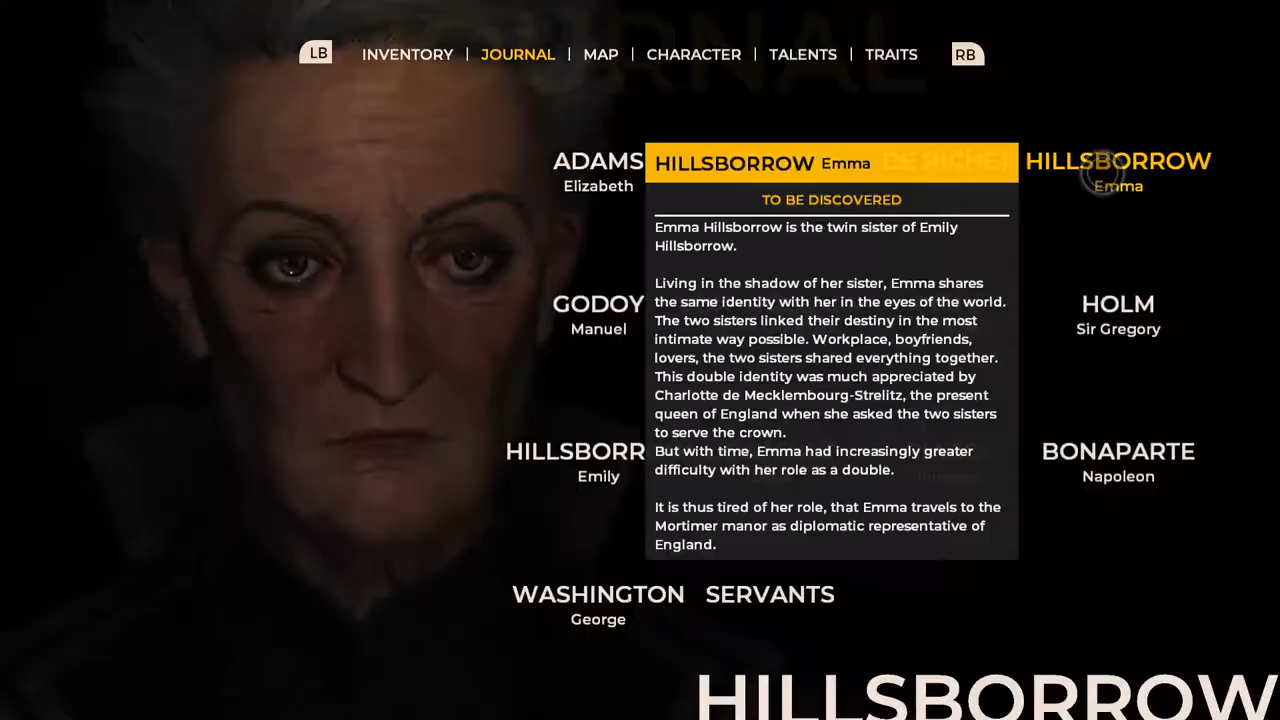 JOURNAL
LB INVENTORY | JOURNAL | MAP | CHARACTER | TALENTS | TRAITS RB
ADAMS
Elizabeth
GODOY
Manuel
HILLSBORR
Emily
WASHINGTON
George
SERVANTS
HILLSBORROW Emma DE RICHET
TO BE DISCOVERED
Emma Hillsborrow is the twin sister of Emily
Hillsborrow.
Living in the shadow of her sister, Emma shares
the same identity with her in the eyes of the world.
The two sisters linked their destiny in the most
intimate way possible. Workplace, boyfriends,
lovers, the two sisters shared everything together.
This double identity was much appreciated by
Charlotte de Mecklembourg-Strelitz, the present
queen of England when she asked the two sisters
to serve the crown.
But with time, Emma had increasingly greater
difficulty with her role as a double.
It is thus tired of her role, that Emma travels to the
Mortimer manor as diplomatic representative of
England.
HILLSBORROW
Emma
HOLM
Sir Gregory
BONAPARTE
Napoleon
HILLSBORROW